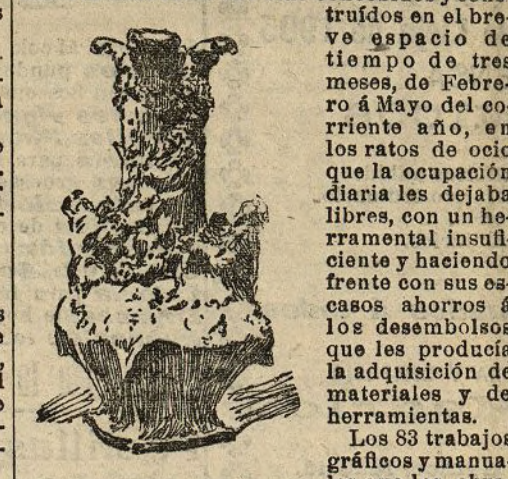 truídos en el bre-
ve espacio de
tiempo de tres
meses, de Febre-
ro á Mayo del co-
rriente año, en
los ratos de ocio
que la ocupación
diaria les dejaba
libres, con un he-
rramental insufi-
ciente y haciendo
frente con sus es-
casos ahorros á
los desembolsos
que les producía
la adquisición de
materiales y de
herramientas.
Los 83 trabajos
gráficos y manua-